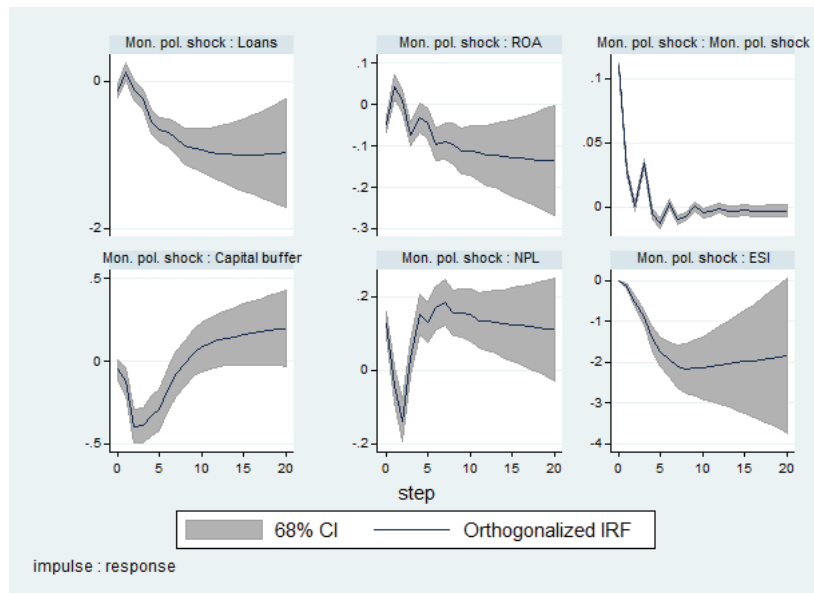 Mon. pol. shock : Loans
Mon. pol. shock : ROA
Mon. pol. shock : Mon. pol. shock
0
-2
.1
0
-.1
-.2
-.3
.1
.05
0
Mon. pol. shock : Capital buffer
Mon. pol. shock : NPL
Mon. pol. shock : ESI
.5
0
-.5
.2
0
-.2
0
-1
-2
-3
-4
0 5 10 15 20
0 5 10 15 20
0 5 10 15 20
step
68% CI
Orthogonalized IRF
impulse : response